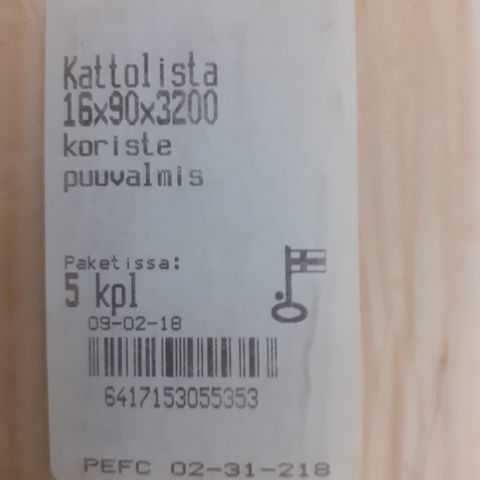 Kattolista
16x90x3200
koriste
puuvalmis
Paketissa:
5 kpl
09-02-18
6417153055353
PEFC 02-31-218